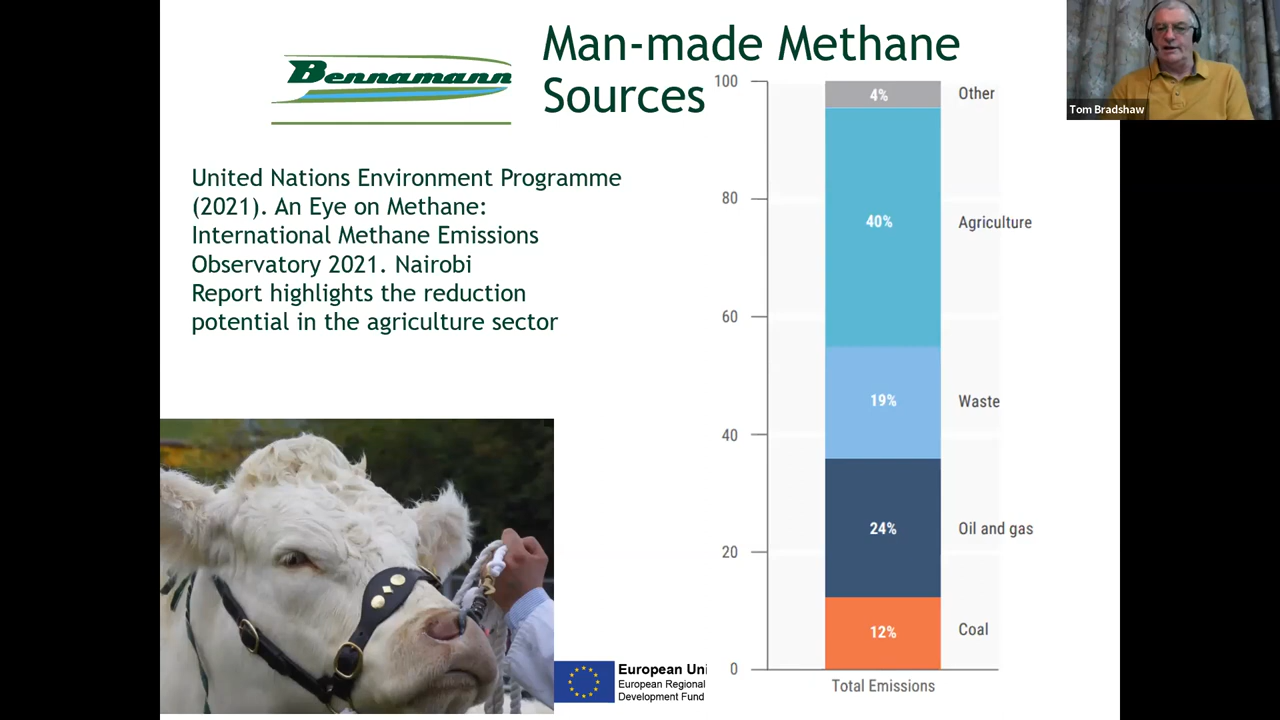 Bennamann
Man-made Methane
Sources
United Nations Environment Programme
(2021). An Eye on Methane:
International Methane Emissions
Observatory 2021. Nairobi
Report highlights the reduction
potential in the agriculture sector
100
80
60
40
20
0
4%
Other
40%
Agriculture
19%
Waste
24%
Oil and gas
12%
Coal
Total Emissions
European Uni
European Regional
Development Fund
Tom Bradshaw